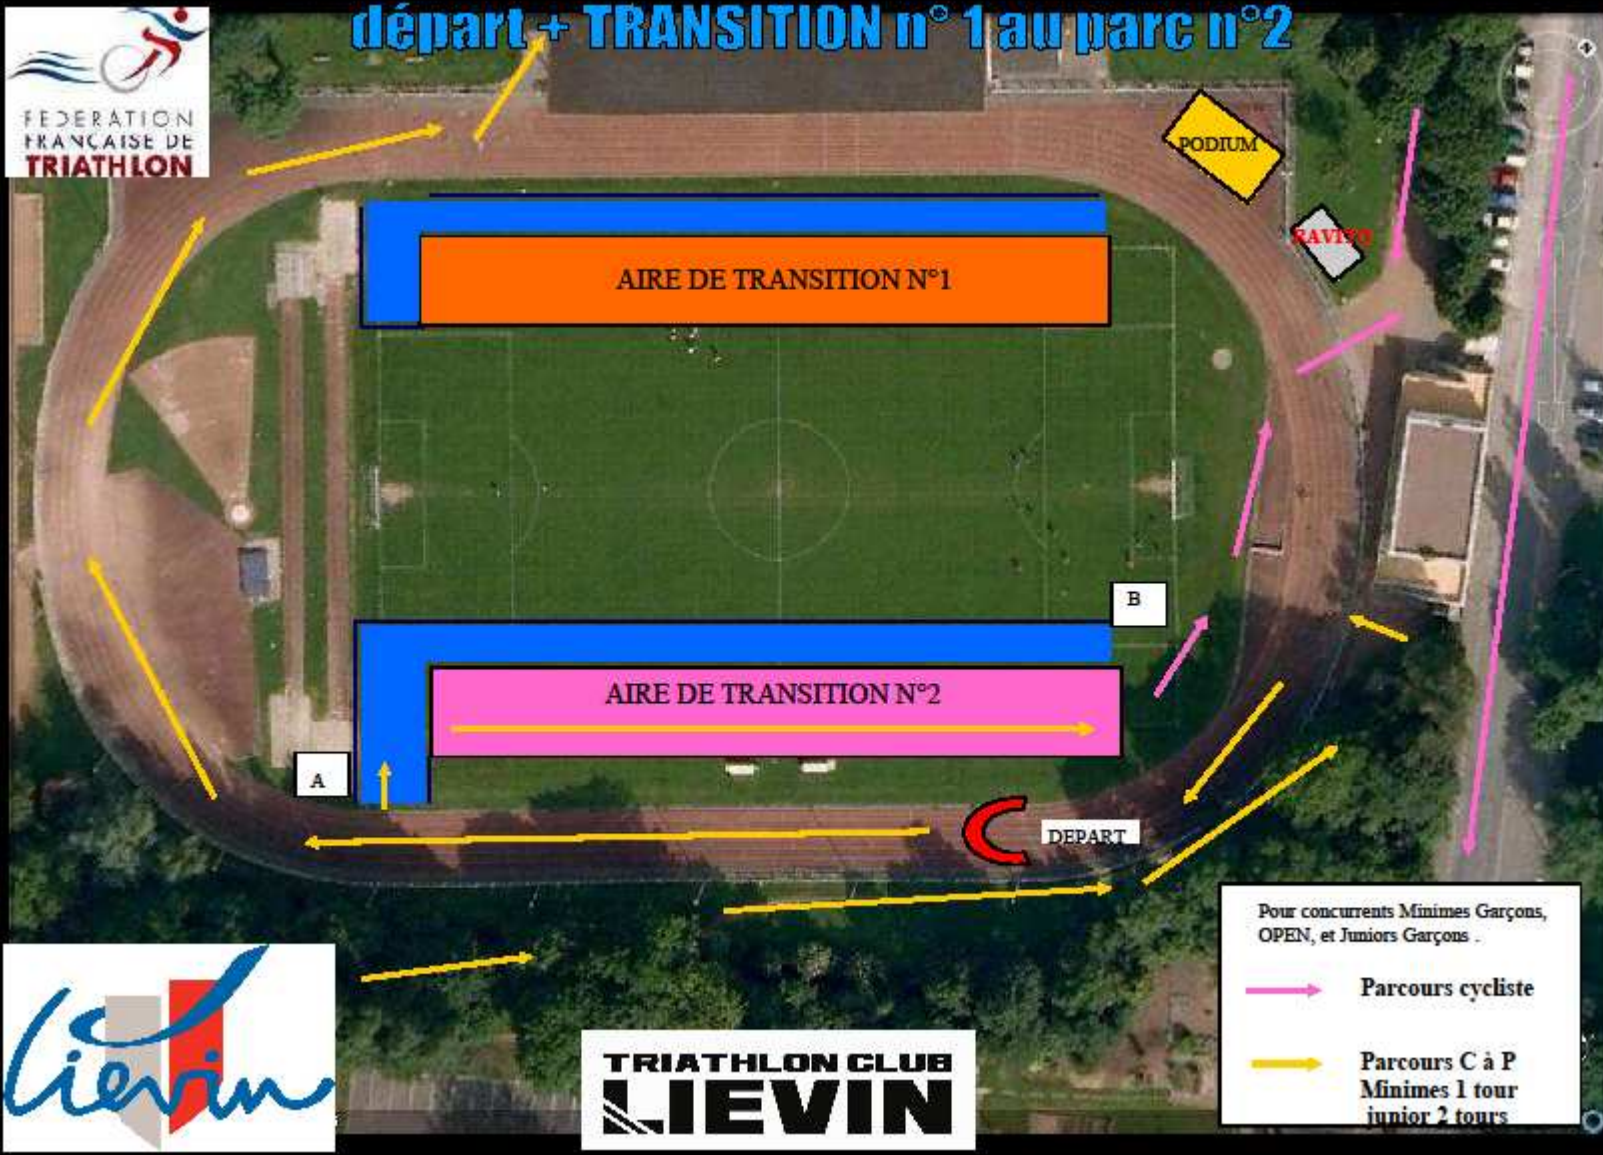 départ + TRANSITION n° 1 au parc n°2
FEDERATION
FRANÇAISE DE
TRIATHLON
PODIUM
RAVITO
AIRE DE TRANSITION N°1
B
AIRE DE TRANSITION N°2
A
DEPART
Pour concurrents Minimes Garçons,
OPEN, et Juniors Garçons .
Parcours cycliste
Parcours C à P
Minimes 1 tour
junior 2 tours
Lievin
TRIATHLON CLUB
LIEVIN